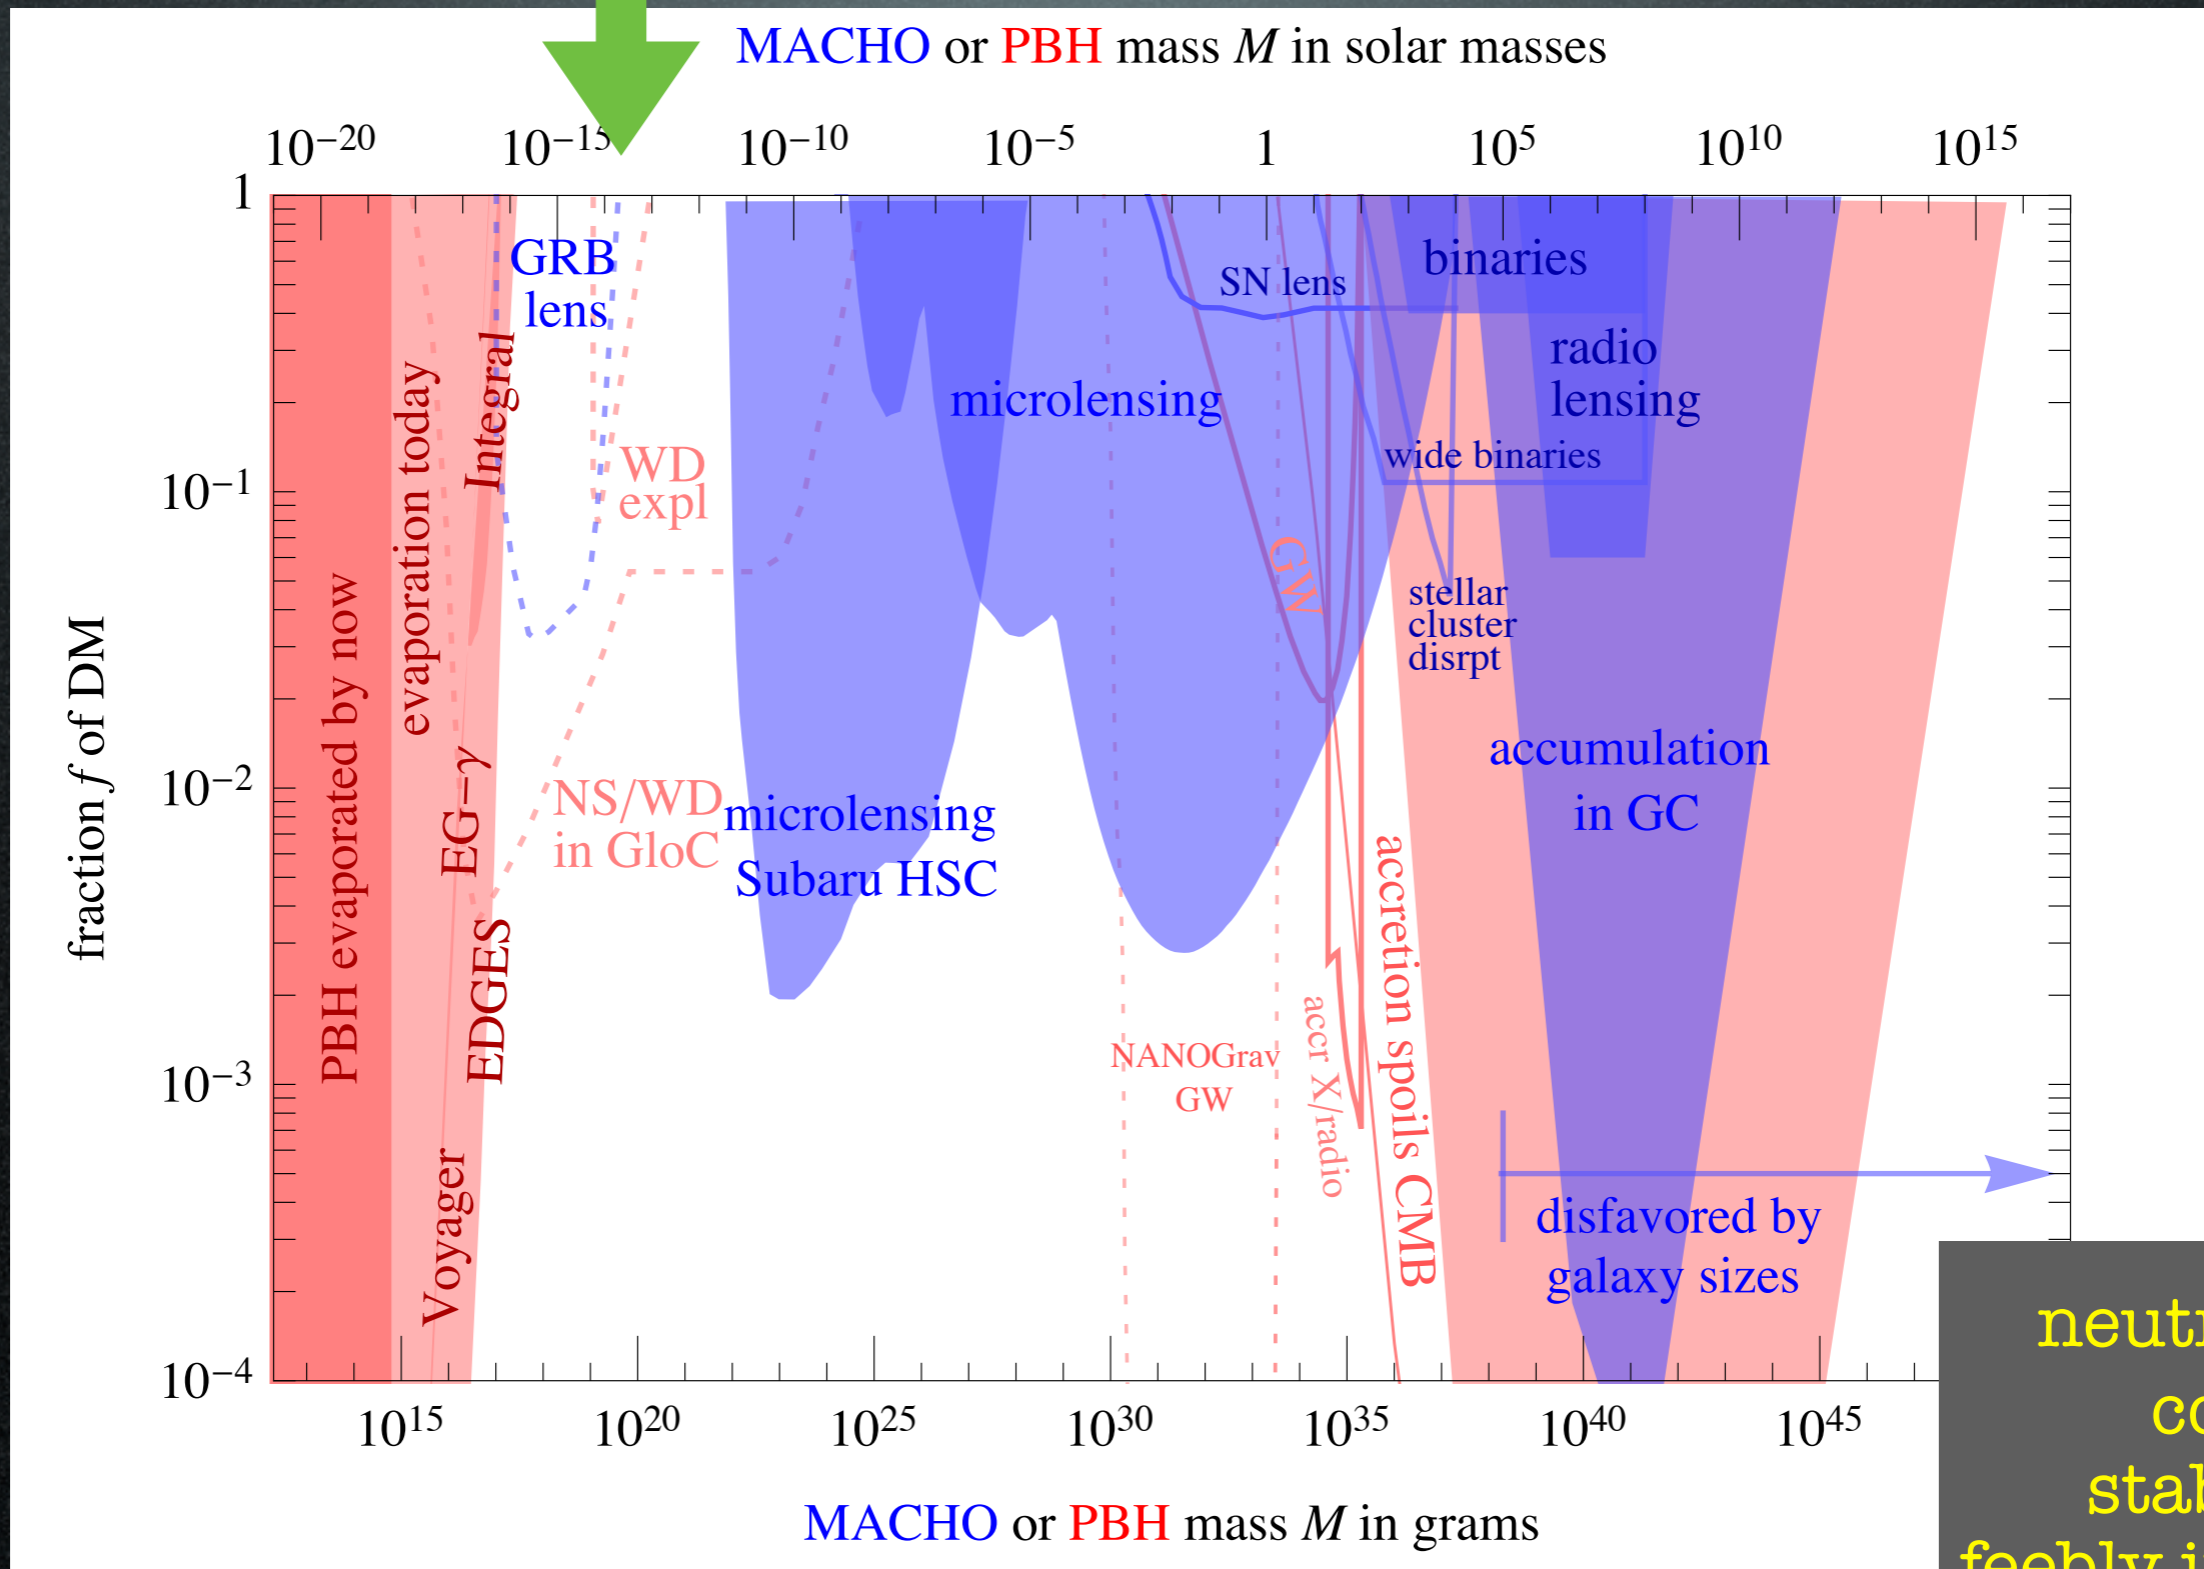 MACHO or PBH mass M in solar masses
10⁻²⁰ 10⁻¹⁵ 10⁻¹⁰ 10⁻⁵ 1 10⁵ 10¹⁰ 10¹⁵
1
10⁻¹
10⁻²
10⁻³
10⁻⁴
fraction f of DM
PBH evaporated by now
evaporation today
Integral
EG−γ
EDGES
Voyager
GRB
lens
WD
expl
NS/WD
in GloC
microlensing
Subaru HSC
microlensing
SN lens
binaries
radio
lensing
wide binaries
GW
stellar
cluster
disrpt
accumulation
in GC
NANOGrav
GW
accr X/radio
accretion spoils CMB
disfavored by
galaxy sizes
10¹⁵ 10²⁰ 10²⁵ 10³⁰ 10³⁵ 10⁴⁰ 10⁴⁵
MACHO or PBH mass M in grams
neutr
co
stab
feebly i